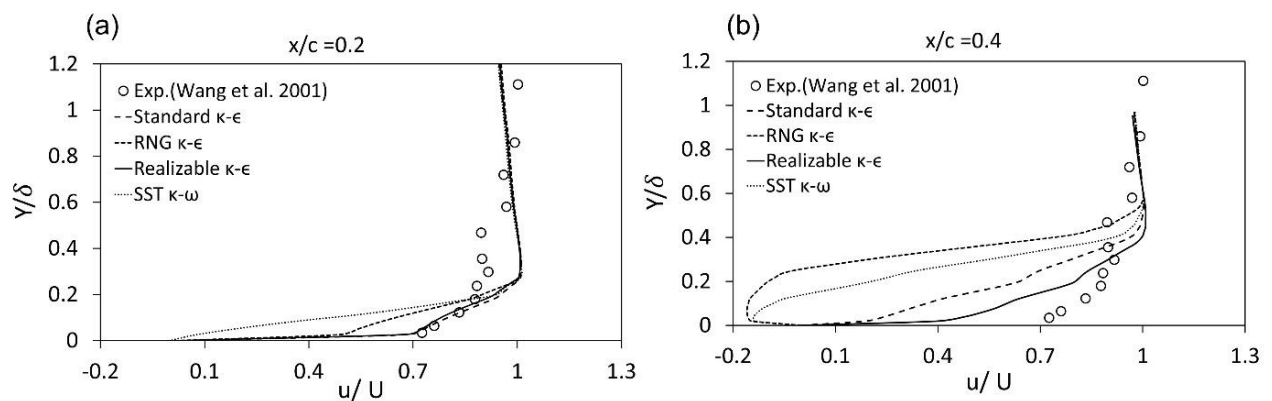 (a)
x/c =0.2
1.2
1
0.8
0.6
0.4
0.2
0
Y/δ
Exp.(Wang et al. 2001)
Standard κ-ϵ
RNG κ-ϵ
Realizable κ-ϵ
SST κ-ω
-0.2 0.1 0.4 0.7 1 1.3
u/ U
(b)
x/c =0.4
1.2
1
0.8
0.6
0.4
0.2
0
Y/δ
Exp.(Wang et al. 2001)
Standard κ-ϵ
RNG κ-ϵ
Realizable κ-ϵ
SST κ-ω
-0.2 0.1 0.4 0.7 1 1.3
u/ U